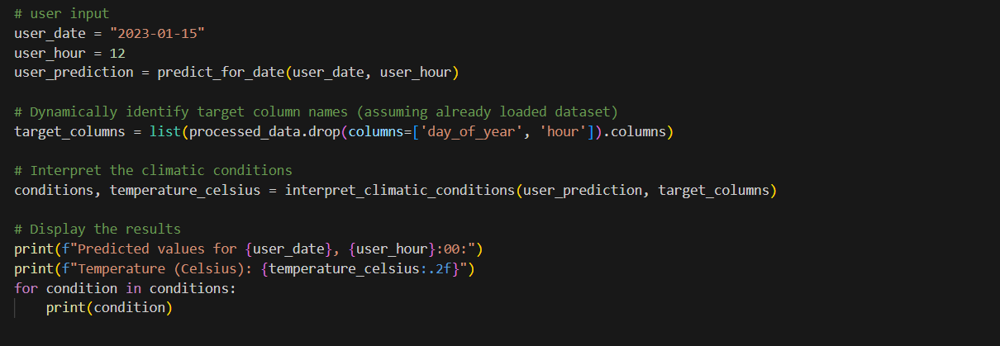 # user input
user_date = "2023-01-15"
user_hour = 12
user_prediction = predict_for_date(user_date, user_hour)
# Dynamically identify target column names (assuming already loaded dataset)
target_columns = list(processed_data.drop(columns=['day_of_year', 'hour']).columns)
# Interpret the climatic conditions
conditions, temperature_celsius = interpret_climatic_conditions(user_prediction, target_columns)
# Display the results
print(f"Predicted values for {user_date}, {user_hour}:00:")
print(f"Temperature (Celsius): {temperature_celsius:.2f}")
for condition in conditions:
    print(condition)